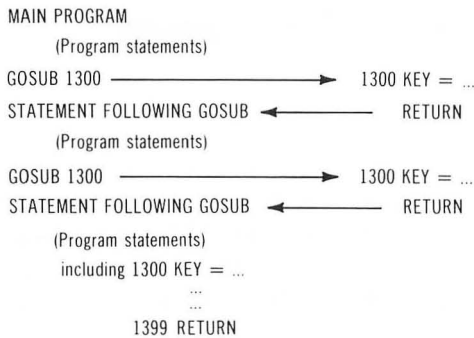 MAIN PROGRAM
(Program statements)
GOSUB 1300 1300 KEY = ...
STATEMENT FOLLOWING GOSUB RETURN
(Program statements)
GOSUB 1300 1300 KEY = ...
STATEMENT FOLLOWING GOSUB RETURN
(Program statements)
including 1300 KEY = ...
...
...
1399 RETURN